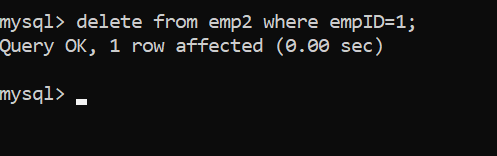 mysql> delete from emp2 where empID=1;
Query OK, 1 row affected (0.00 sec)
mysql>